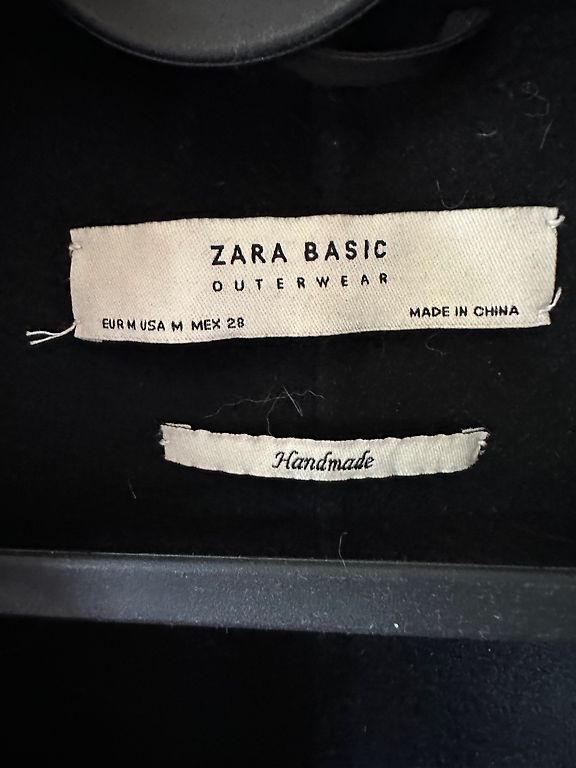 ZARA BASIC
OUTERWEAR
EUR M USA M MEX 28
MADE IN CHINA
Handmade